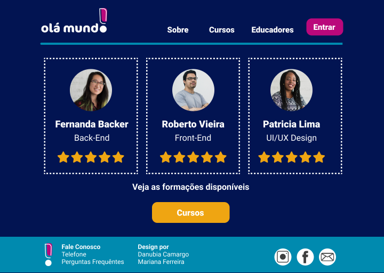 olá mundo!
Sobre
Cursos
Educadores
Entrar
Fernanda Backer
Back-End
Roberto Vieira
Front-End
Patricia Lima
UI/UX Design
Veja as formações disponíveis
Cursos
Fale Conosco
Telefone
Perguntas Frequêntes
Design por
Danubia Camargo
Mariana Ferreira